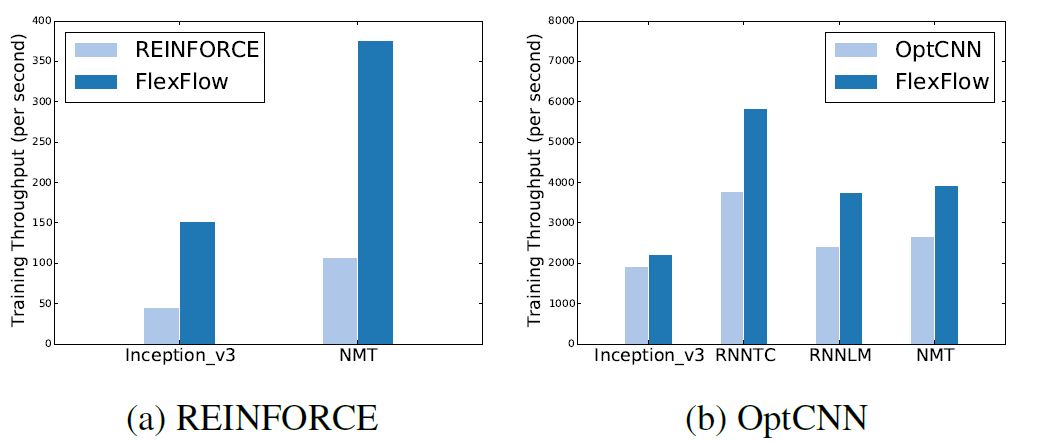 REINFORCE
FlexFlow
Training Throughput (per second)
400
350
300
250
200
150
100
50
0
Inception_v3 NMT
(a) REINFORCE
OptCNN
FlexFlow
Training Throughput (per second)
8000
7000
6000
5000
4000
3000
2000
1000
0
Inception_v3 RNNTC RNNLM NMT
(b) OptCNN